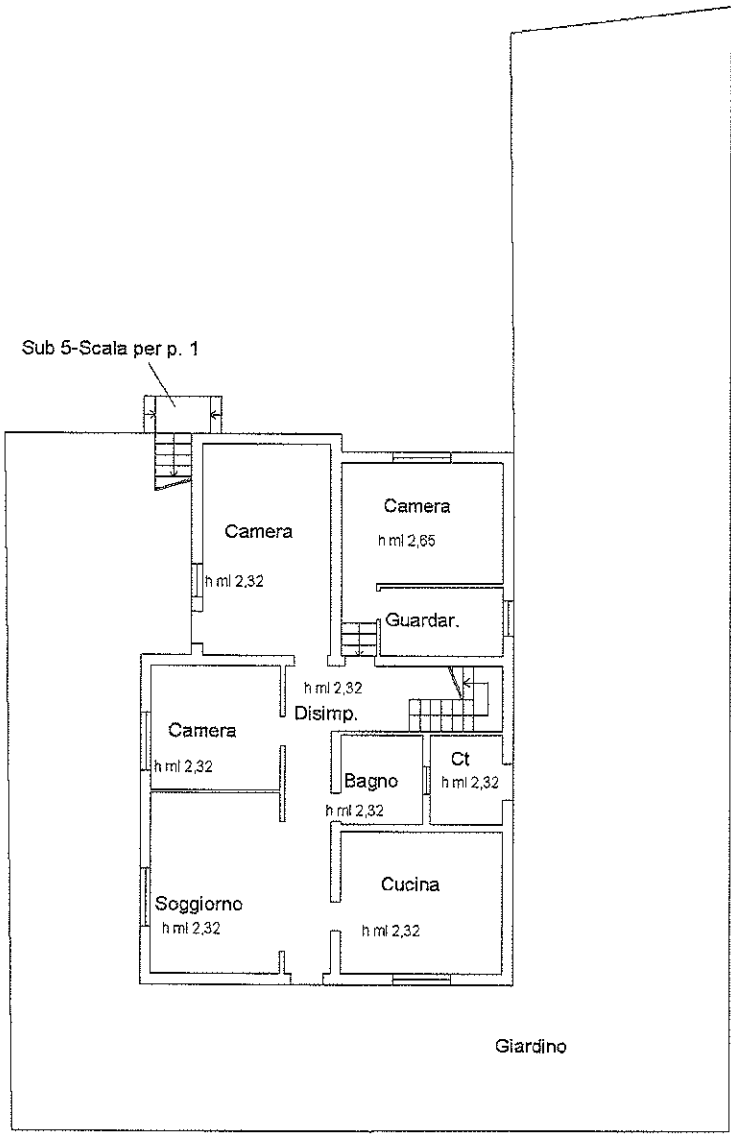 Sub 5-Scala per p. 1
Camera
h ml 2,32
Camera
h ml 2,65
Guardar.
h ml 2,32
Disimp.
Camera
h ml 2,32
Bagno
h ml 2,32
Ct
h ml 2,32
Soggiorno
h ml 2,32
Cucina
h ml 2,32
Giardino